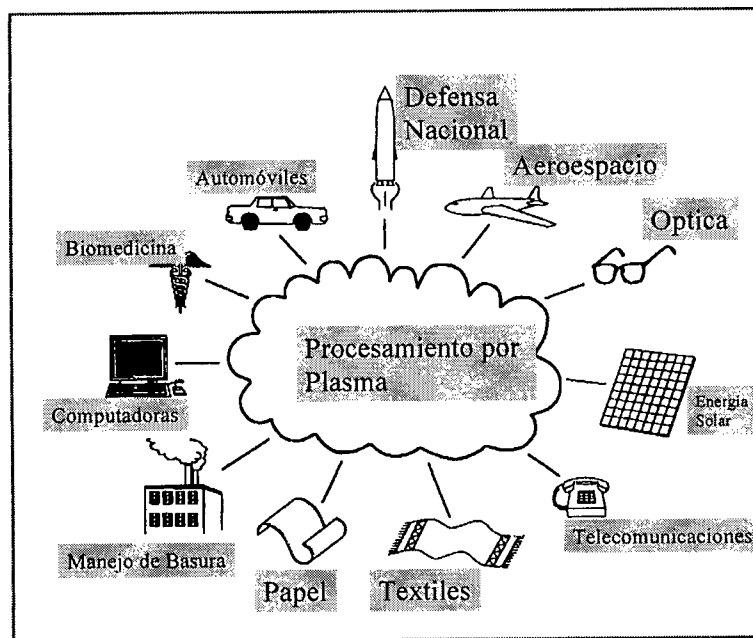 Defensa
Nacional
Automóviles
Aeroespacio
Optica
Biomedicina
Procesamiento por
Plasma
Energia
Solar
Computadoras
Telecomunicaciones
Manejo de Basura
Papel
Textiles